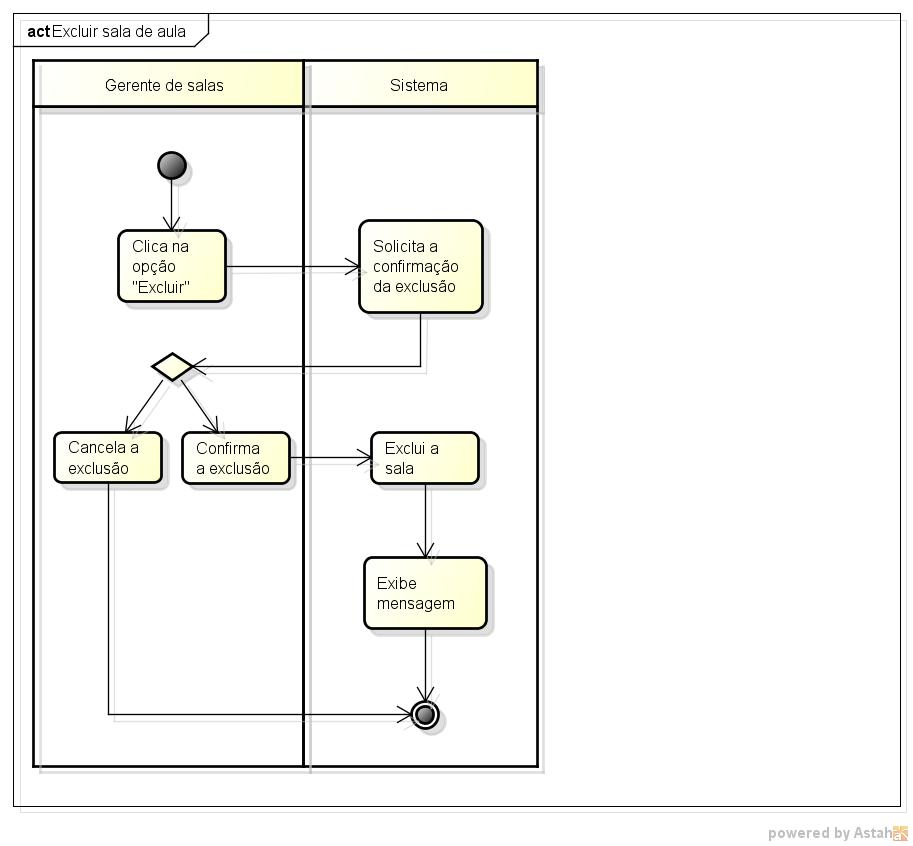 act Excluir sala de aula
Gerente de salas
Sistema
Clica na
opção
"Excluir"
Solicita a
confirmação
da exclusão
Cancela a
exclusão
Confirma
a exclusão
Exclui a
sala
Exibe
mensagem
powered by Astah